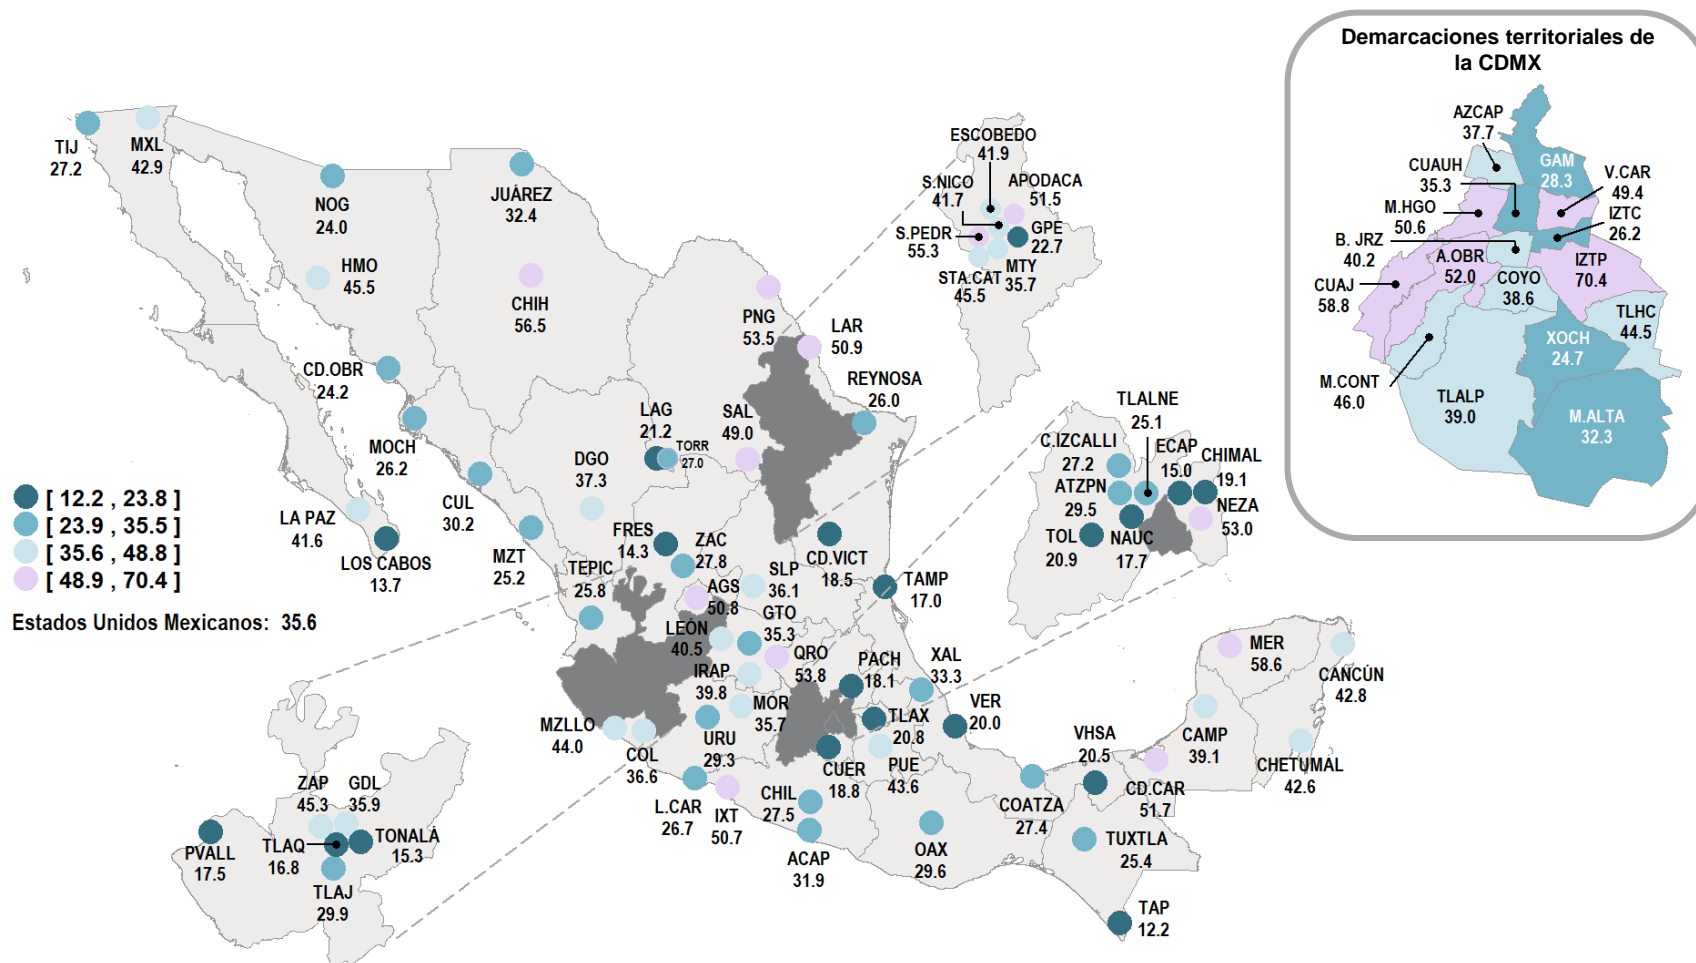 Demarcaciones territoriales de
la CDMX
AZCAP
37.7
CUAUH
35.3
GAM
28.3
V.CAR
49.4
M.HGO
50.6
IZTC
26.2
B. JRZ
40.2
A.OBR
52.0
IZTP
70.4
CUAJ
58.8
COYO
38.6
TLHC
44.5
XOCH
24.7
M.CONT
46.0
TLALP
39.0
M.ALTA
32.3
TIJ
27.2
MXL
42.9
NOG
24.0
JUÁREZ
32.4
HMO
45.5
CHIH
56.5
CD.OBR
24.2
MOCH
26.2
CUL
30.2
LA PAZ
41.6
LOS CABOS
13.7
MZT
25.2
DGO
37.3
LAG
21.2
TORR
27.0
SAL
49.0
PNG
53.5
LAR
50.9
REYNOSA
26.0
ESCOBEDO
41.9
S.NICO
41.7
APODACA
51.5
S.PEDR
55.3
GPE
22.7
STA.CAT
45.5
MTY
35.7
[ 12.2 , 23.8 ]
[ 23.9 , 35.5 ]
[ 35.6 , 48.8 ]
[ 48.9 , 70.4 ]
Estados Unidos Mexicanos: 35.6
FRES
14.3
ZAC
27.8
TEPIC
25.8
AGS
50.8
SLP
36.1
CD.VICT
18.5
TAMP
17.0
LEÓN
40.5
GTO
35.3
IRAP
39.8
QRO
53.8
PACH
18.1
XAL
33.3
MZLLO
44.0
COL
36.6
URU
29.3
MOR
35.7
TLAX
20.8
VER
20.0
CUER
18.8
PUE
43.6
L.CAR
26.7
IXT
50.7
CHIL
27.5
ACAP
31.9
OAX
29.6
COATZA
27.4
VHSA
20.5
CD.CAR
51.7
TUXTLA
25.4
TAP
12.2
CAMP
39.1
MER
58.6
CANCÚN
42.8
CHETUMAL
42.6
TLALNE
25.1
C.IZCALLI
27.2
ECAP
15.0
CHIMAL
19.1
ATZPN
29.5
NEZA
53.0
TOL
20.9
NAUC
17.7
ZAP
45.3
GDL
35.9
PVALL
17.5
TLAQ
16.8
TONALÁ
15.3
TLAJ
29.9